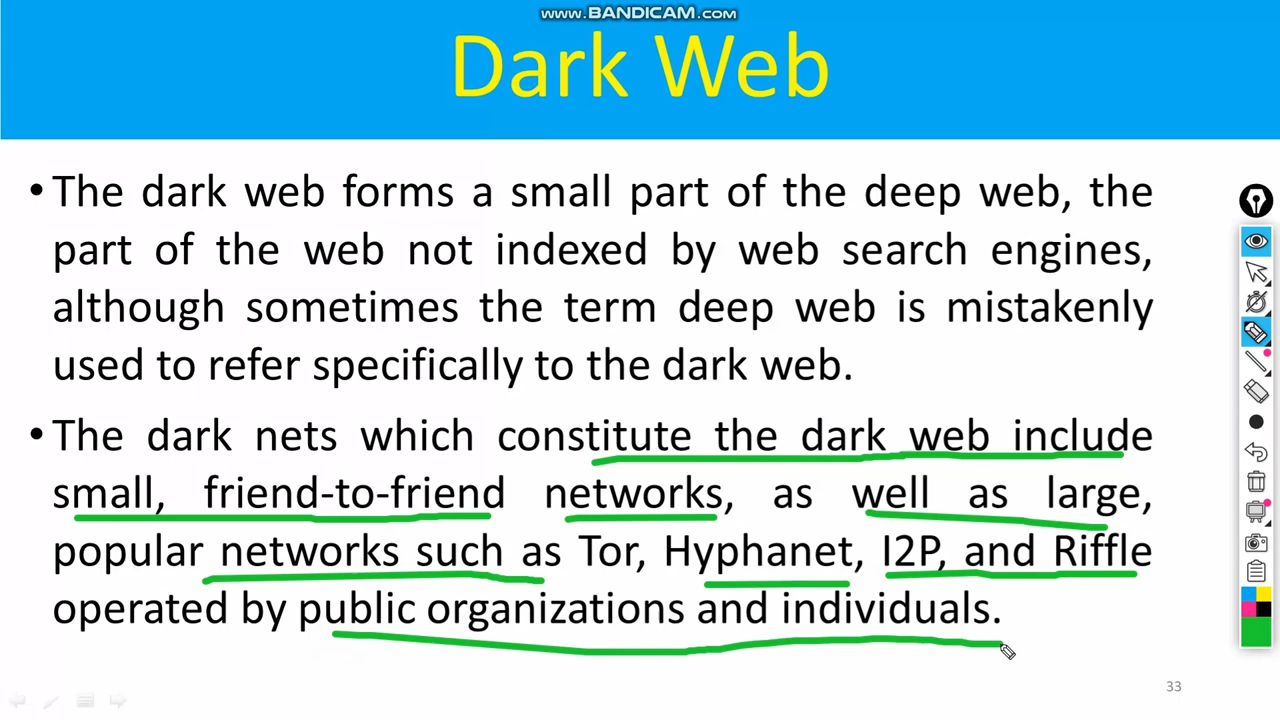 www.BANDICAM.com
Dark Web
• The dark web forms a small part of the deep web, the
part of the web not indexed by web search engines,
although sometimes the term deep web is mistakenly
used to refer specifically to the dark web.
• The dark nets which constitute the dark web include
small, friend-to-friend networks, as well as large,
popular networks such as Tor, Hyphanet, I2P, and Riffle
operated by public organizations and individuals.
33